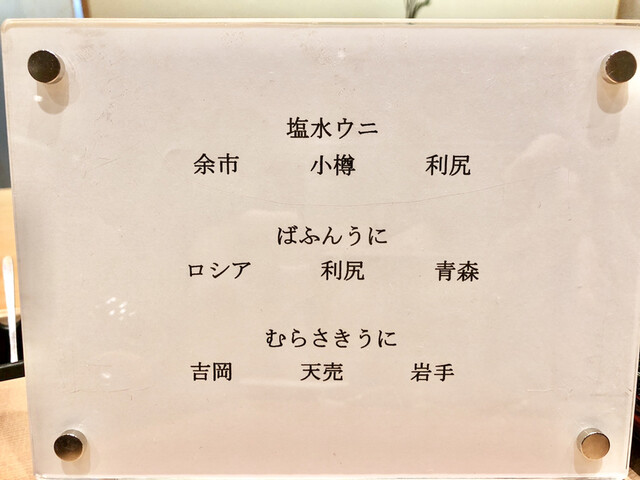 塩水ウニ
余市 小樽 利尻
ばふんうに
ロシア 利尻 青森
むらさきうに
吉岡 天売 岩手